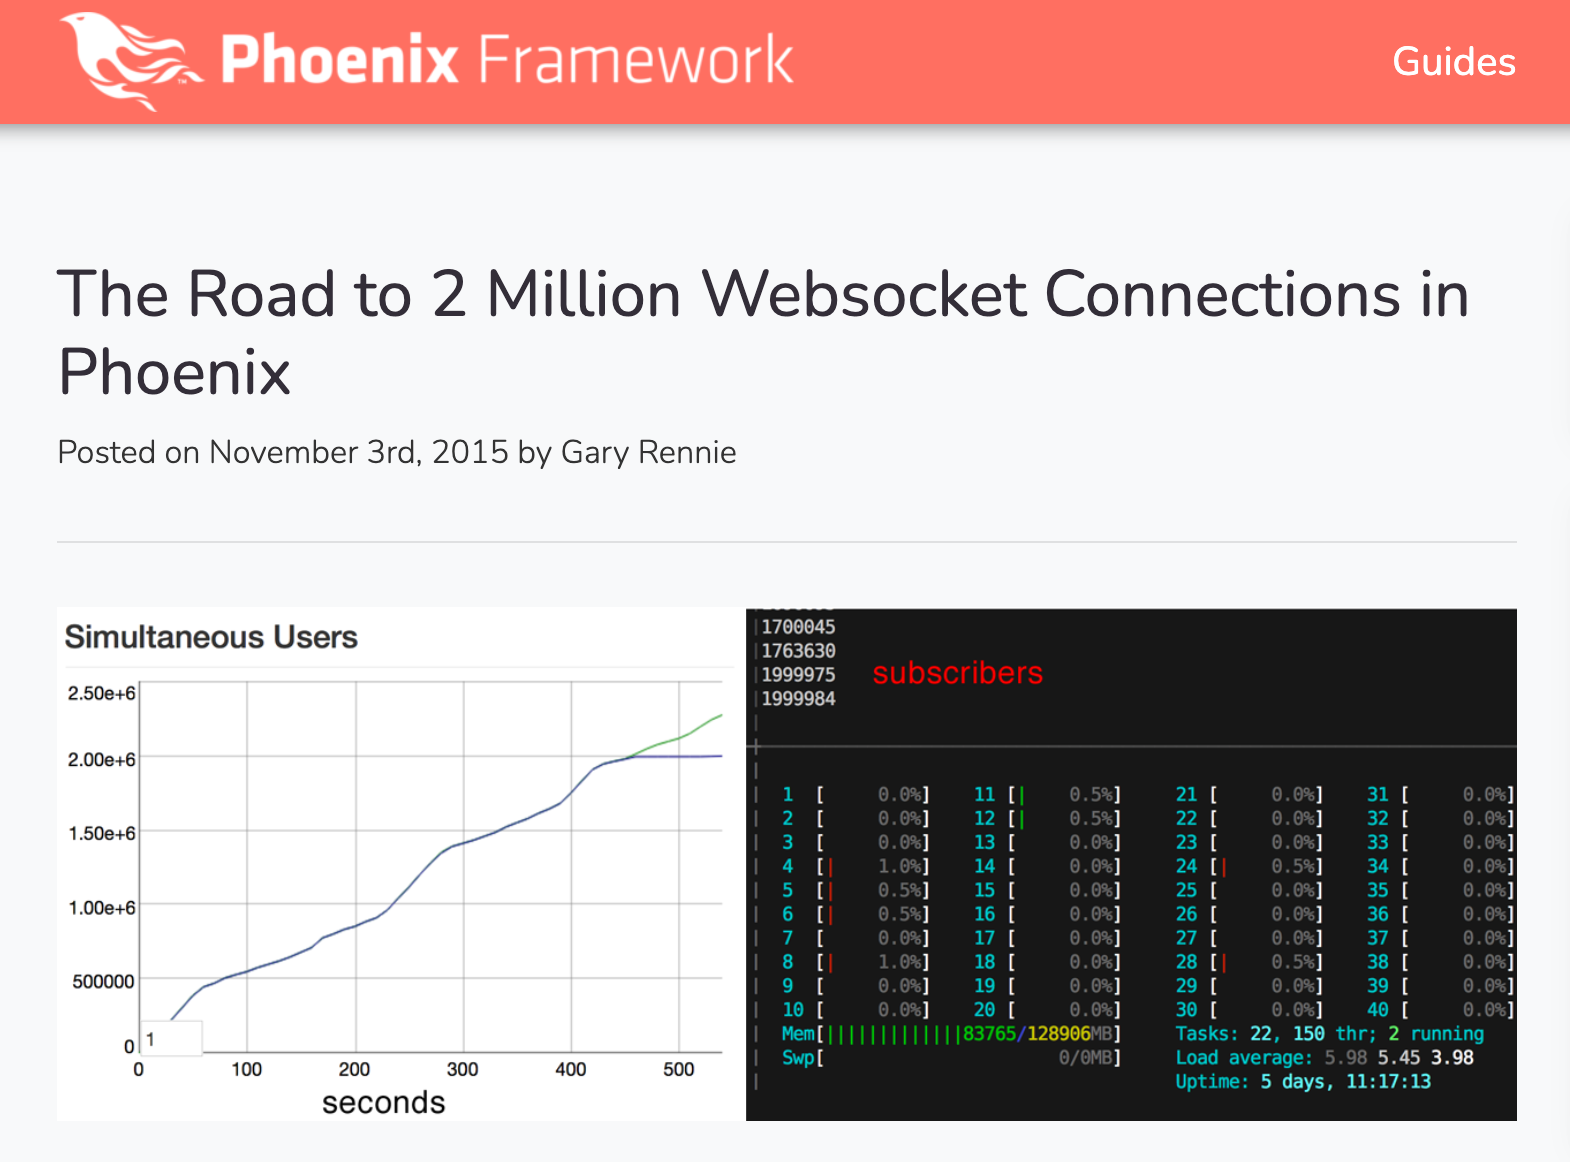 Phoenix Framework
™
Guides
The Road to 2 Million Websocket Connections in
Phoenix
Posted on November 3rd, 2015 by Gary Rennie
Simultaneous Users
2.50e+6
2.00e+6
1.50e+6
1.00e+6
500000
0
1
0 100 200 300 400 500
seconds
1700045
1763630
1999975
1999984
subscribers
1 [ 0.0%] 11 [| 0.5%] 21 [ 0.0%] 31 [ 0.0%]
2 [ 0.0%] 12 [| 0.5%] 22 [ 0.0%] 32 [ 0.0%]
3 [ 0.0%] 13 [ 0.0%] 23 [ 0.0%] 33 [ 0.0%]
4 [| 1.0%] 14 [ 0.0%] 24 [| 0.5%] 34 [ 0.0%]
5 [| 0.5%] 15 [ 0.0%] 25 [ 0.0%] 35 [ 0.0%]
6 [| 0.5%] 16 [ 0.0%] 26 [ 0.0%] 36 [ 0.0%]
7 [ 0.0%] 17 [ 0.0%] 27 [ 0.0%] 37 [ 0.0%]
8 [| 1.0%] 18 [ 0.0%] 28 [| 0.5%] 38 [ 0.0%]
9 [ 0.0%] 19 [ 0.0%] 29 [ 0.0%] 39 [ 0.0%]
10 [ 0.0%] 20 [ 0.0%] 30 [ 0.0%] 40 [ 0.0%]
Mem[|||||||||||||83765/128906MB] Tasks: 22, 150 thr; 2 running
Swp[ 0/0MB] Load average: 5.98 5.45 3.98
Uptime: 5 days, 11:17:13